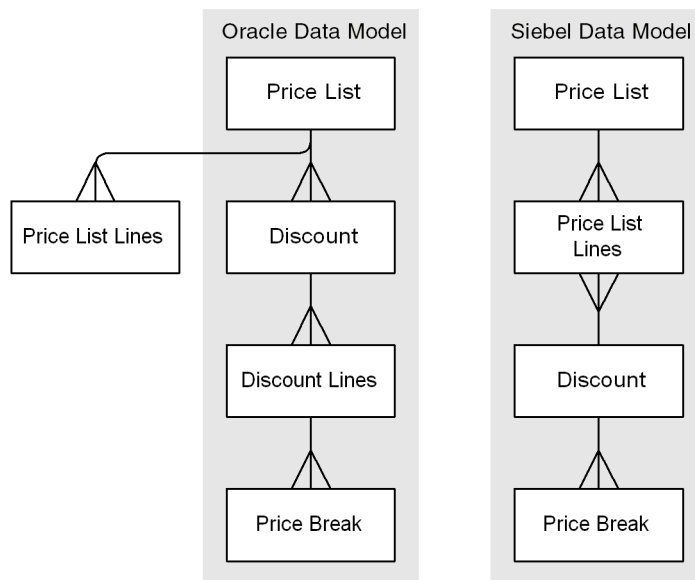 Oracle Data Model
Siebel Data Model
Price List
Price List
Price List Lines
Discount
Price List
Lines
Discount Lines
Discount
Price Break
Price Break